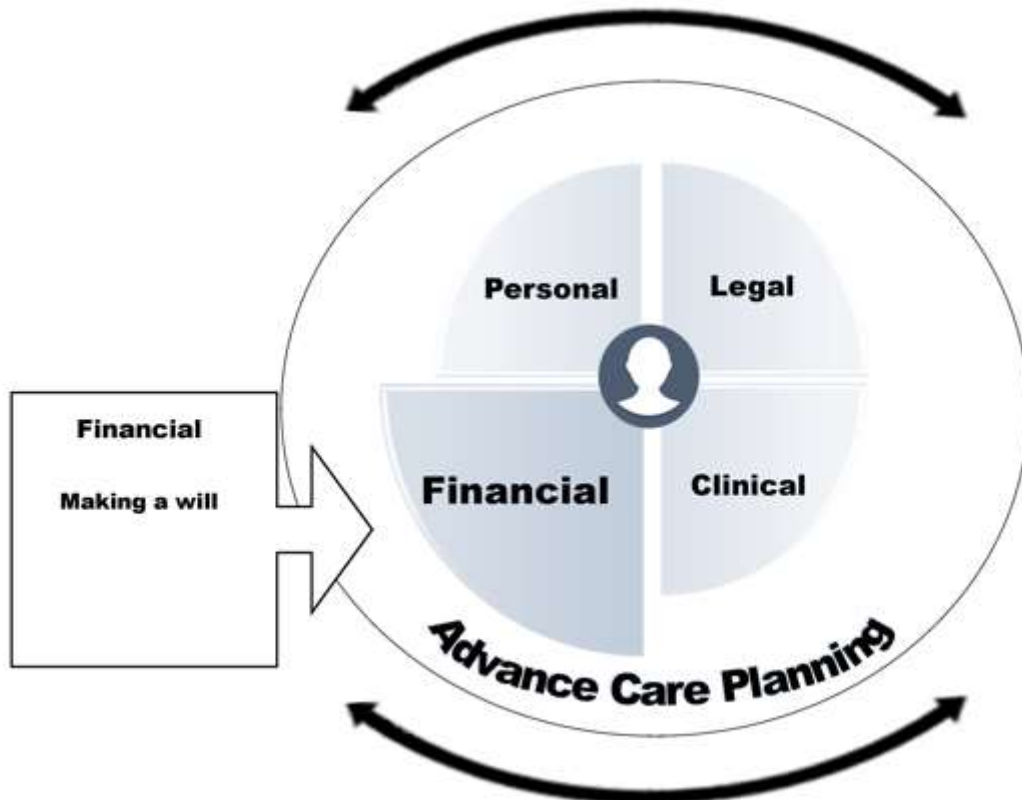 Personal
Legal
Financial
Making a will
Financial
Clinical
Advance Care Planning